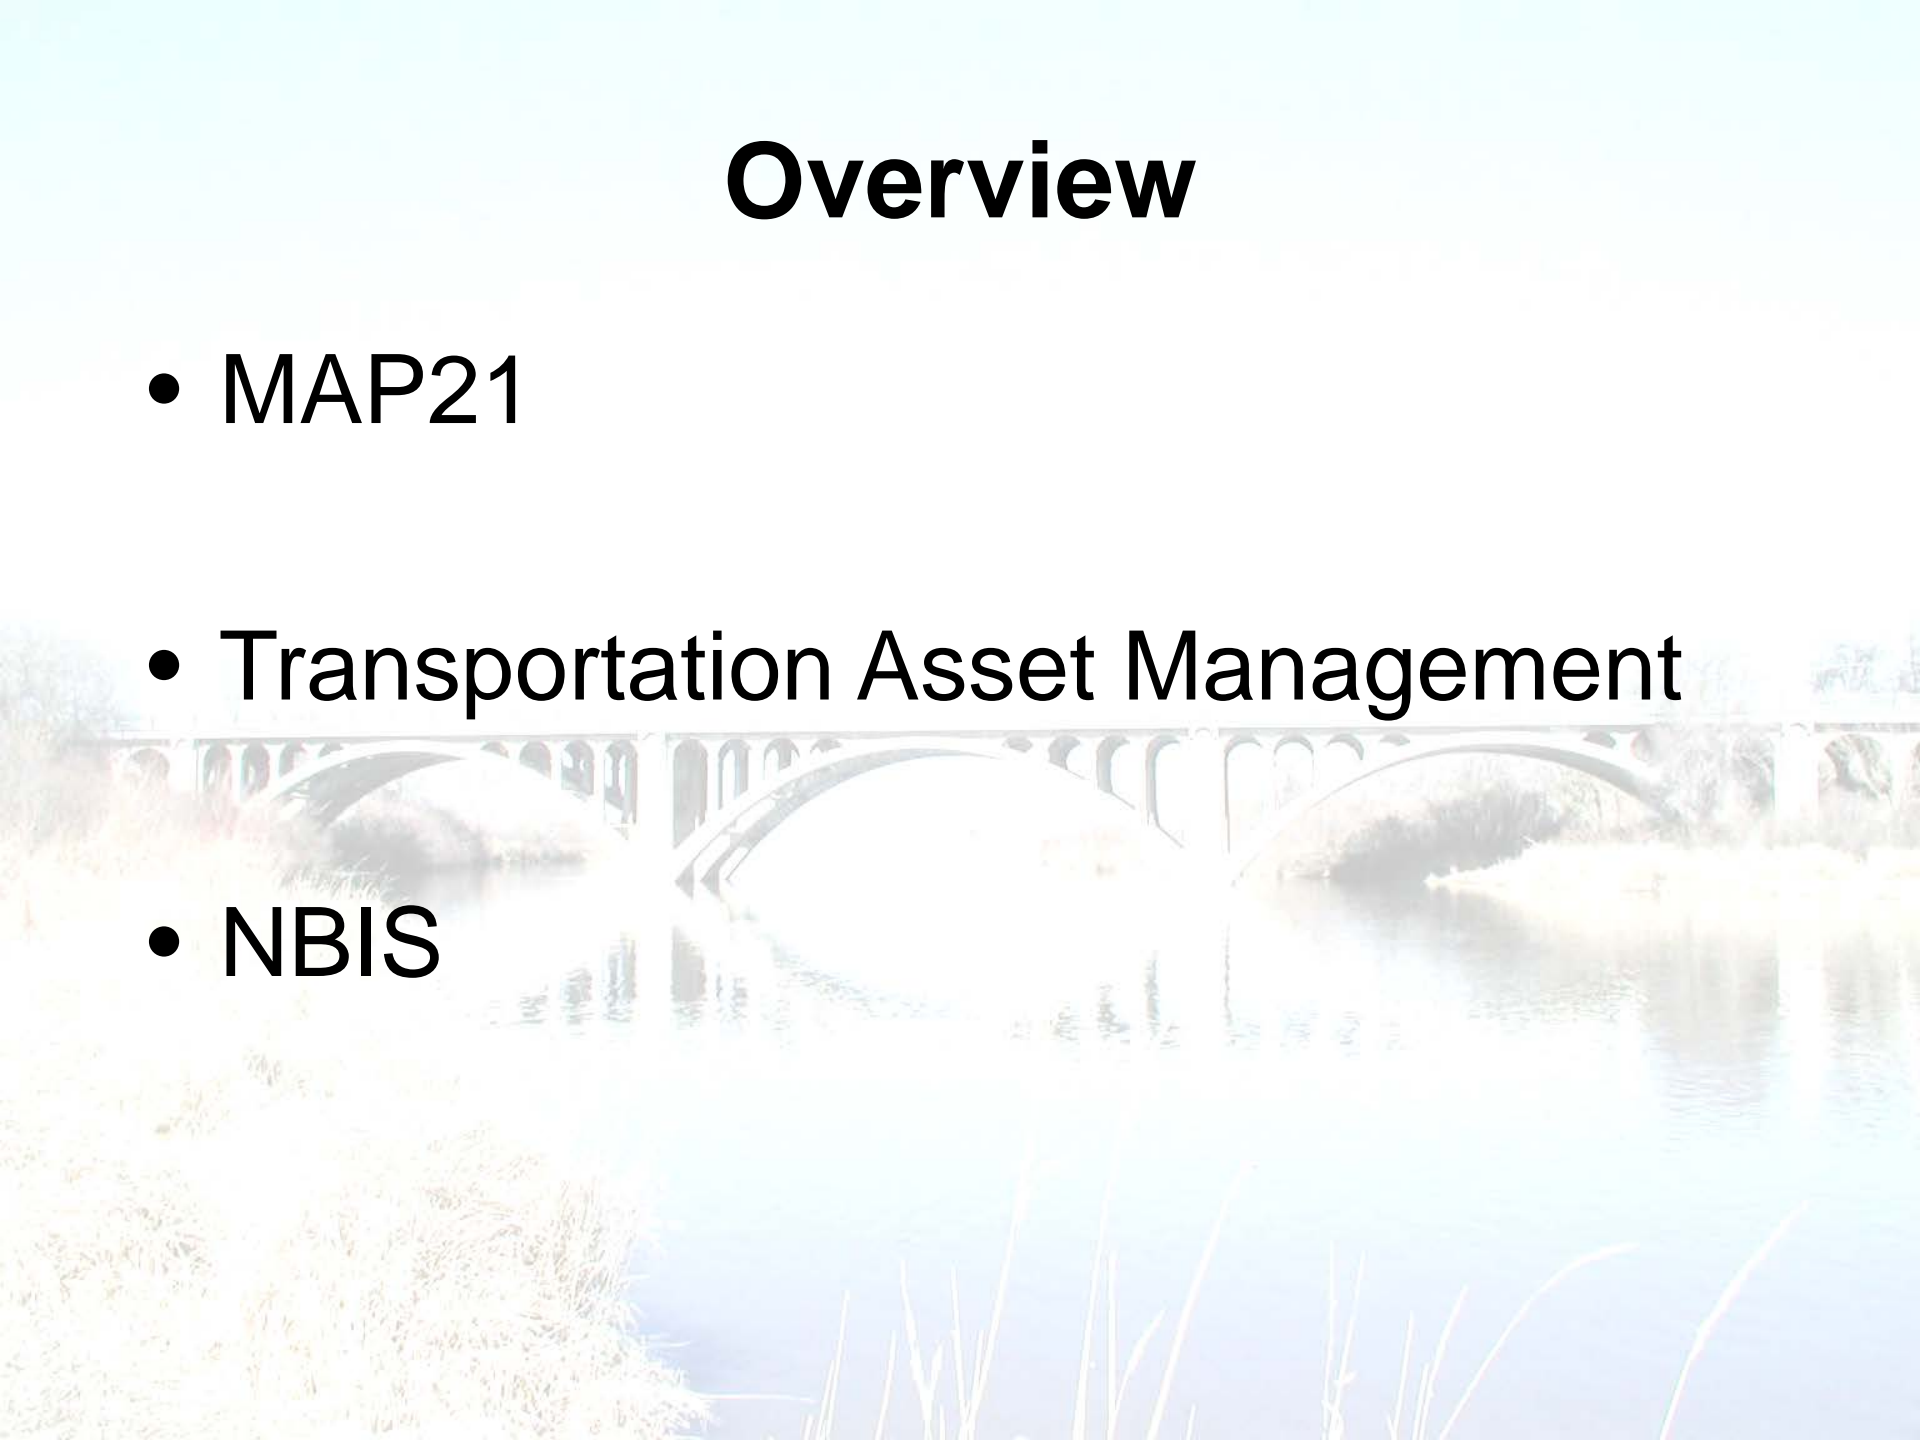 Overview
• MAP21
• Transportation Asset Management
• NBIS